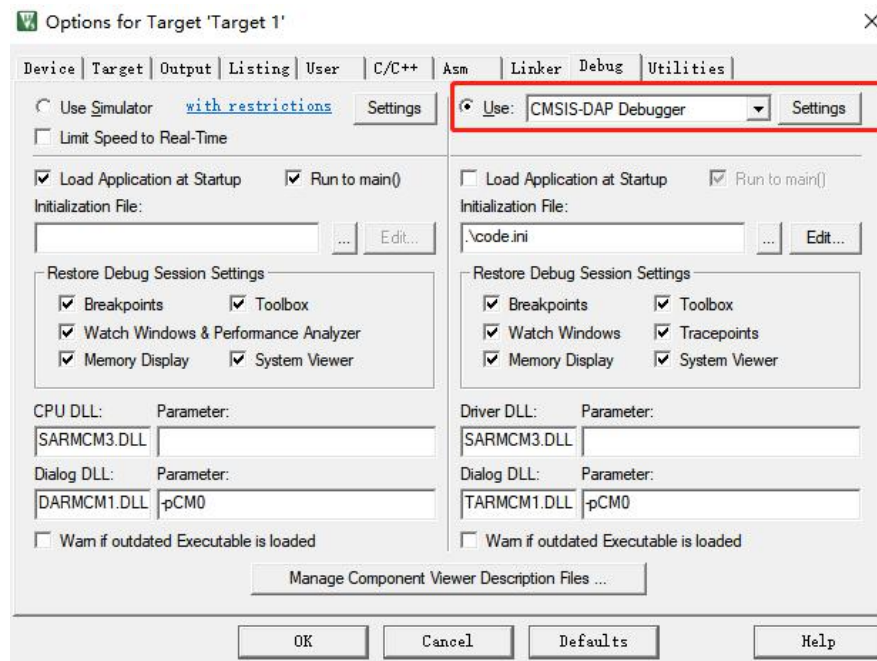 Options for Target 'Target 1'
Device Target Output Listing User C/C++ Asm Linker Debug Utilities
Use Simulator with restrictions Settings
Use: CMSIS-DAP Debugger Settings
Limit Speed to Real-Time
Load Application at Startup Run to main()
Load Application at Startup Run to main()
Initialization File:
Initialization File:
... Edit...
.\code.ini ... Edit...
Restore Debug Session Settings
Breakpoints Toolbox
Watch Windows & Performance Analyzer
Memory Display System Viewer
Restore Debug Session Settings
Breakpoints Toolbox
Watch Windows Tracepoints
Memory Display System Viewer
CPU DLL: Parameter:
SARMCM3.DLL
Driver DLL: Parameter:
SARMCM3.DLL
Dialog DLL: Parameter:
DARMCM1.DLL -pCM0
Dialog DLL: Parameter:
TARMCM1.DLL -pCM0
Warn if outdated Executable is loaded
Warn if outdated Executable is loaded
Manage Component Viewer Description Files ...
OK Cancel Defaults Help